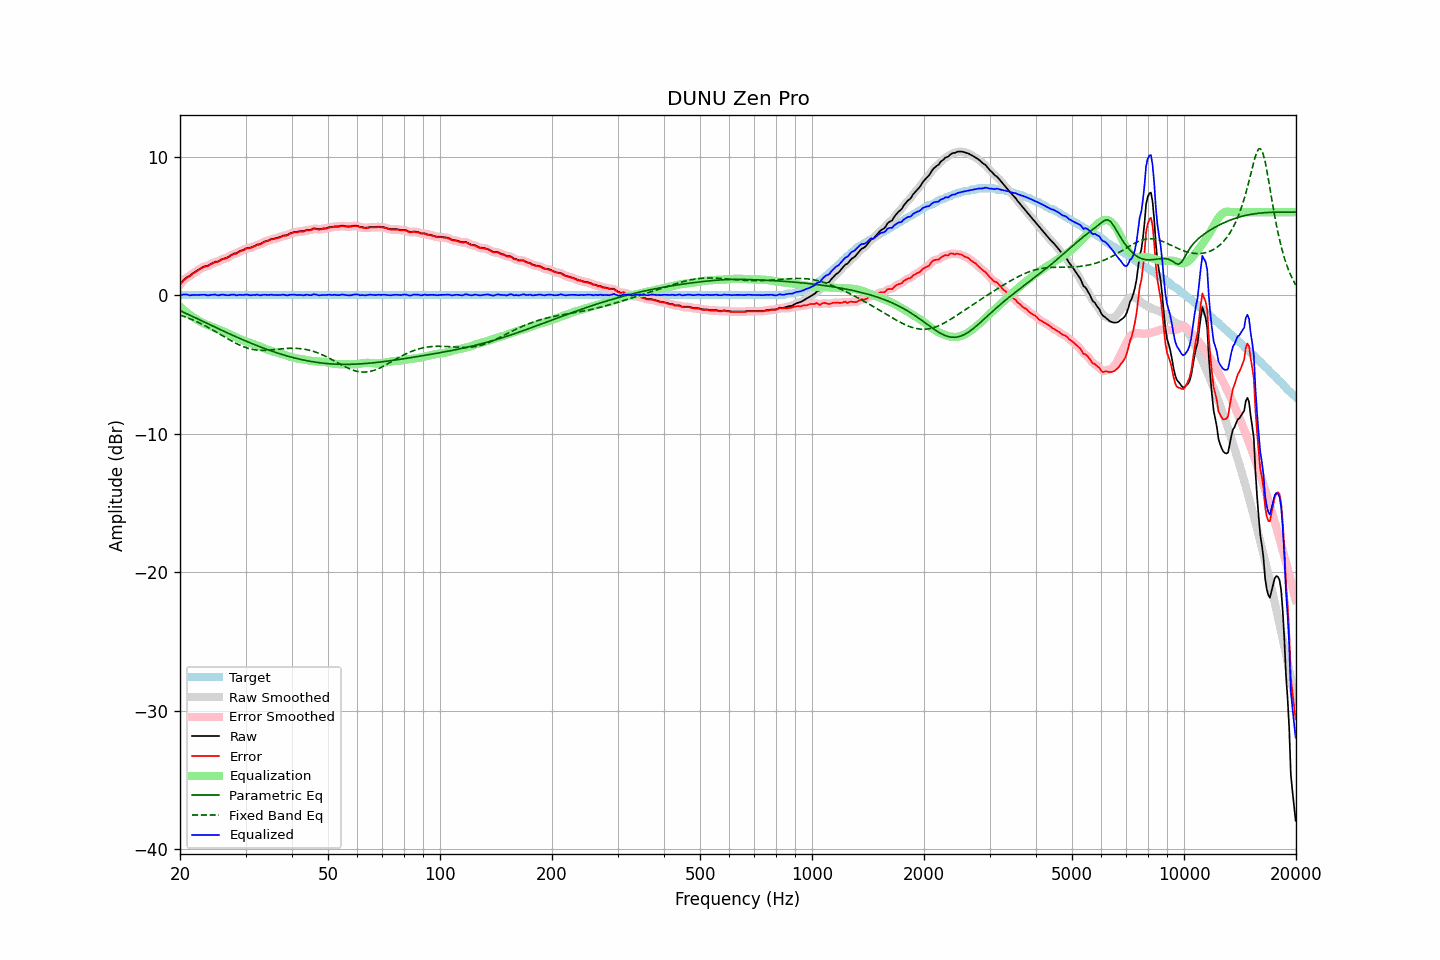 DUNU Zen Pro
10
0
−10
−20
−30
−40
Amplitude (dBr)
20
50
100
200
500
1000
2000
5000
10000
20000
Frequency (Hz)
Target
Raw Smoothed
Error Smoothed
Raw
Error
Equalization
Parametric Eq
Fixed Band Eq
Equalized